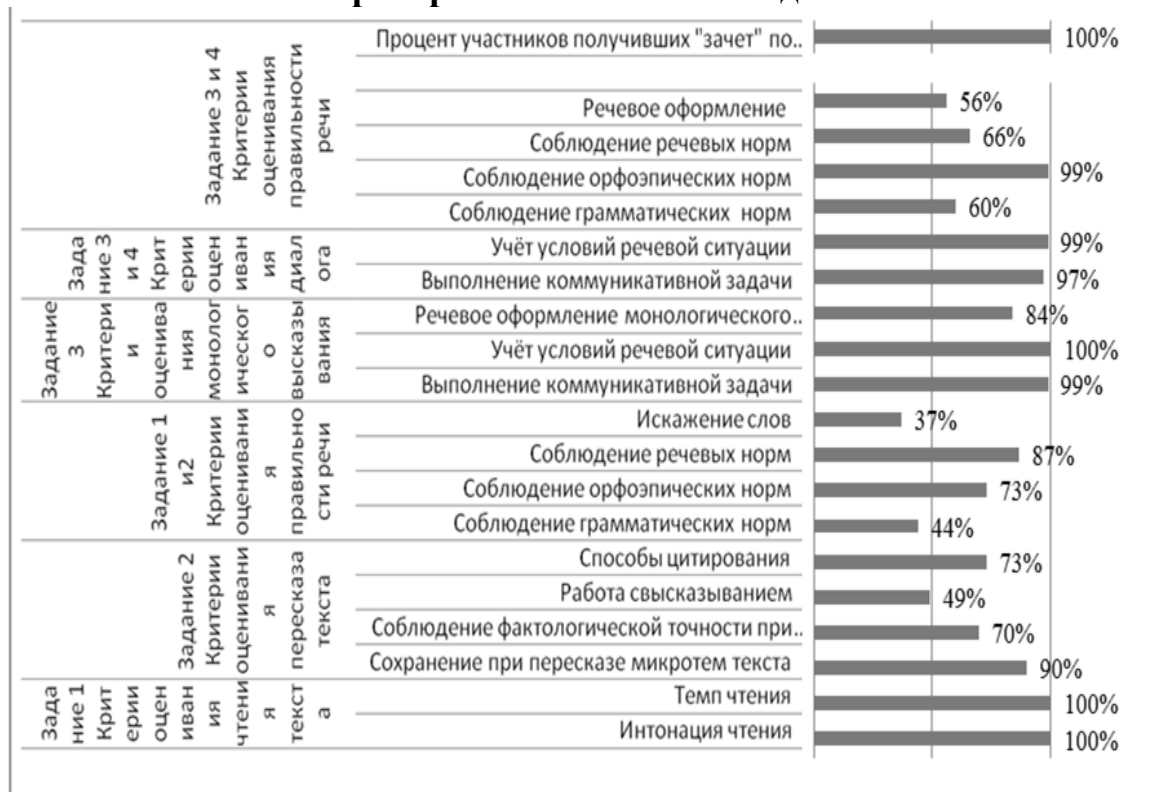 Процент участников получивших "зачет" по.. 100%
Задание 3 и 4
Критерии
оценивания
правильности
речи
Речевое оформление 56%
Соблюдение речевых норм 66%
Соблюдение орфоэпических норм 99%
Соблюдение грамматических норм 60%
Зада
ние 3
и 4
Крит
ерии
оцен
иван
ия
диал
ога
Учёт условий речевой ситуации 99%
Выполнение коммуникативной задачи 97%
Задание
3
Критери
и
оценива
ния
монолог
ическог
о
высказы
вания
Речевое оформление монологического.. 84%
Учёт условий речевой ситуации 100%
Выполнение коммуникативной задачи 99%
Задание 1
и2
Критерии
оценивани
я
правильно
сти речи
Искажение слов 37%
Соблюдение речевых норм 87%
Соблюдение орфоэпических норм 73%
Соблюдение грамматических норм 44%
Задание 2
Критерии
оценивани
я
пересказа
текста
Способы цитирования 73%
Работа свысказыванием 49%
Соблюдение фактологической точности при.. 70%
Сохранение при пересказе микротем текста 90%
Зада
ние 1
Крит
ерии
оцен
иван
ия
чтени
я
текст
а
Темп чтения 100%
Интонация чтения 100%